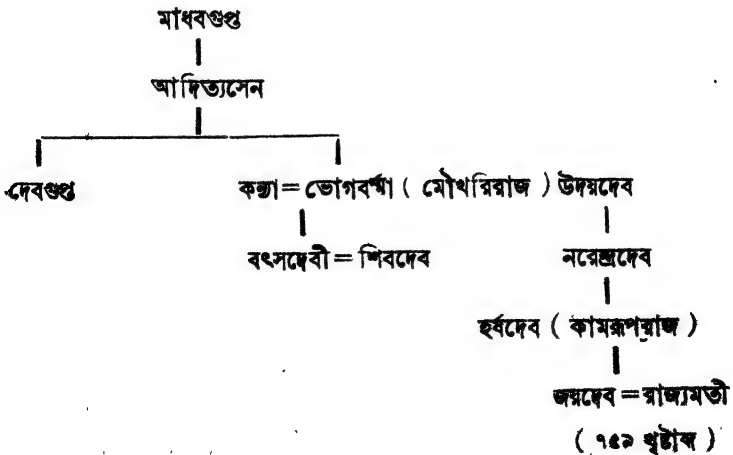 মাধবগুপ্ত
আদিত্যসেন
দেবগুপ্ত কন্যা = ভোগবর্ম্মা ( মৌখরিরাজ ) উদয়দেব
বৎসদেবী = শিবদেব নরেন্দ্রদেব
হর্ষদেব ( কামরূপরাজ )
জয়দেব = রাজ্যমতী
( ৭৫৯ খৃষ্টাব্দ )